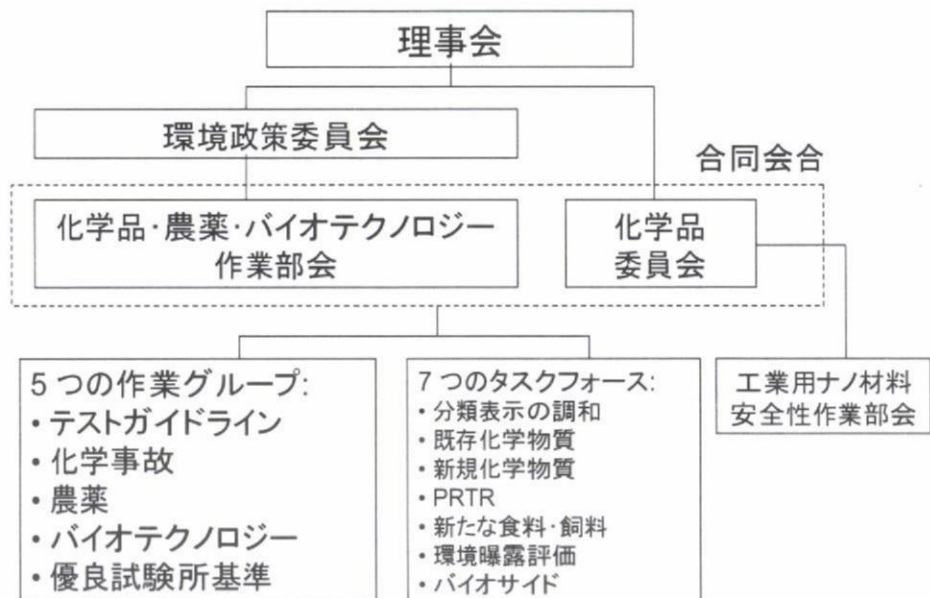 理事会
環境政策委員会
合同会合
化学品・農薬・バイオテクノロジー
作業部会
化学品
委員会
5つの作業グループ:
・テストガイドライン
・化学事故
・農薬
・バイオテクノロジー
・優良試験所基準
7つのタスクフォース:
・分類表示の調和
・既存化学物質
・新規化学物質
・PRTR
・新たな食料・飼料
・環境曝露評価
・バイオサイド
工業用ナノ材料
安全性作業部会